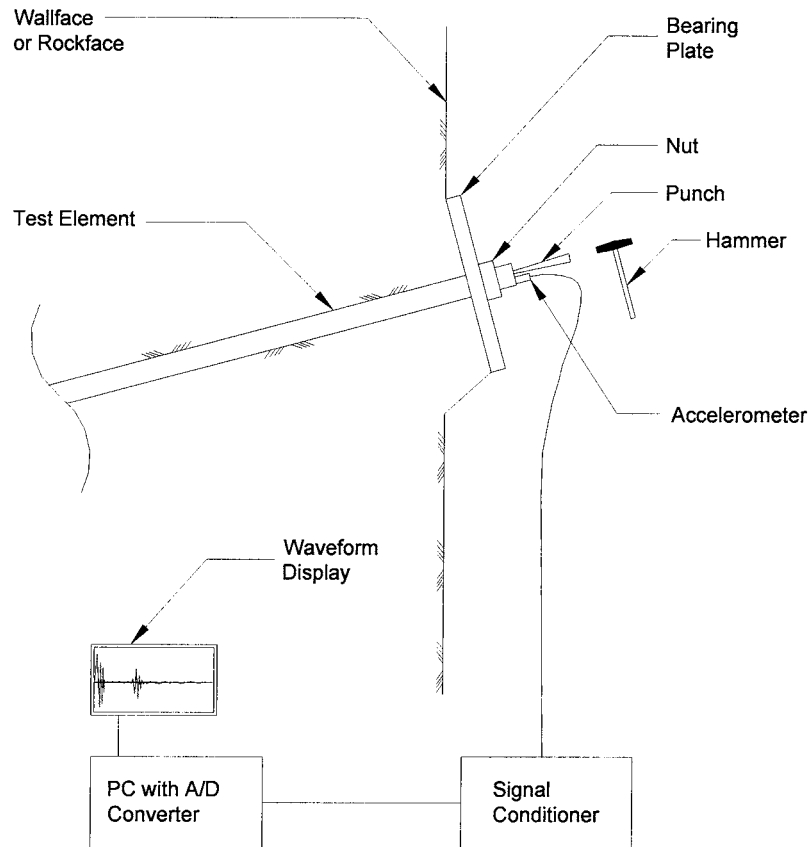 Wallface
or Rockface
Bearing
Plate
Nut
Punch
Hammer
Test Element
Accelerometer
Waveform
Display
PC with A/D
Converter
Signal
Conditioner